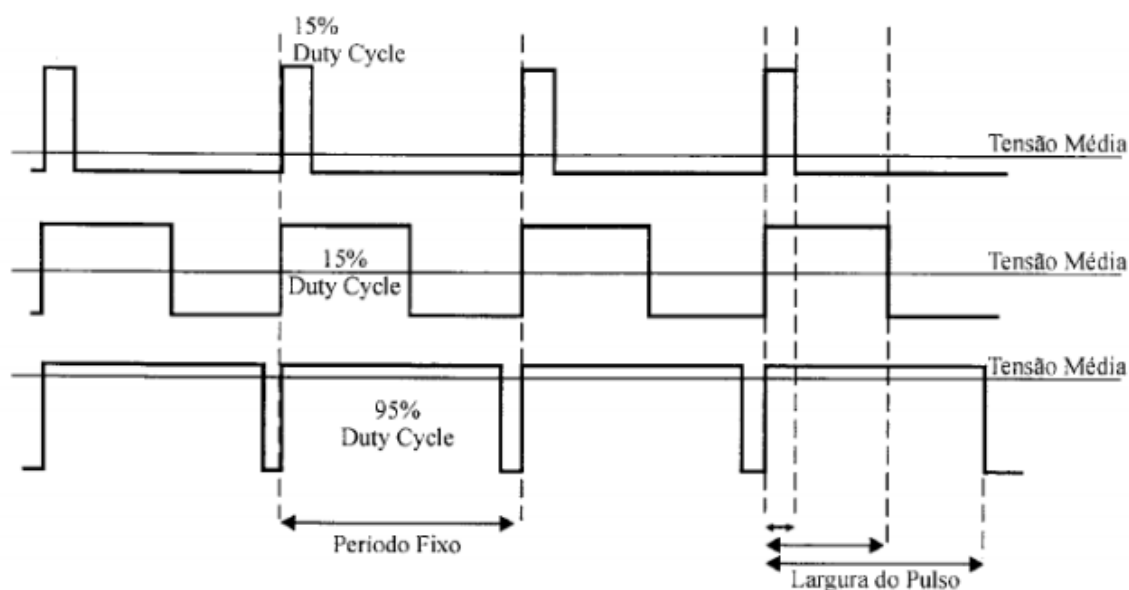 15%
Duty Cycle
Tensão Média
15%
Duty Cycle
Tensão Média
Tensão Média
95%
Duty Cycle
Período Fixo
Largura do Pulso